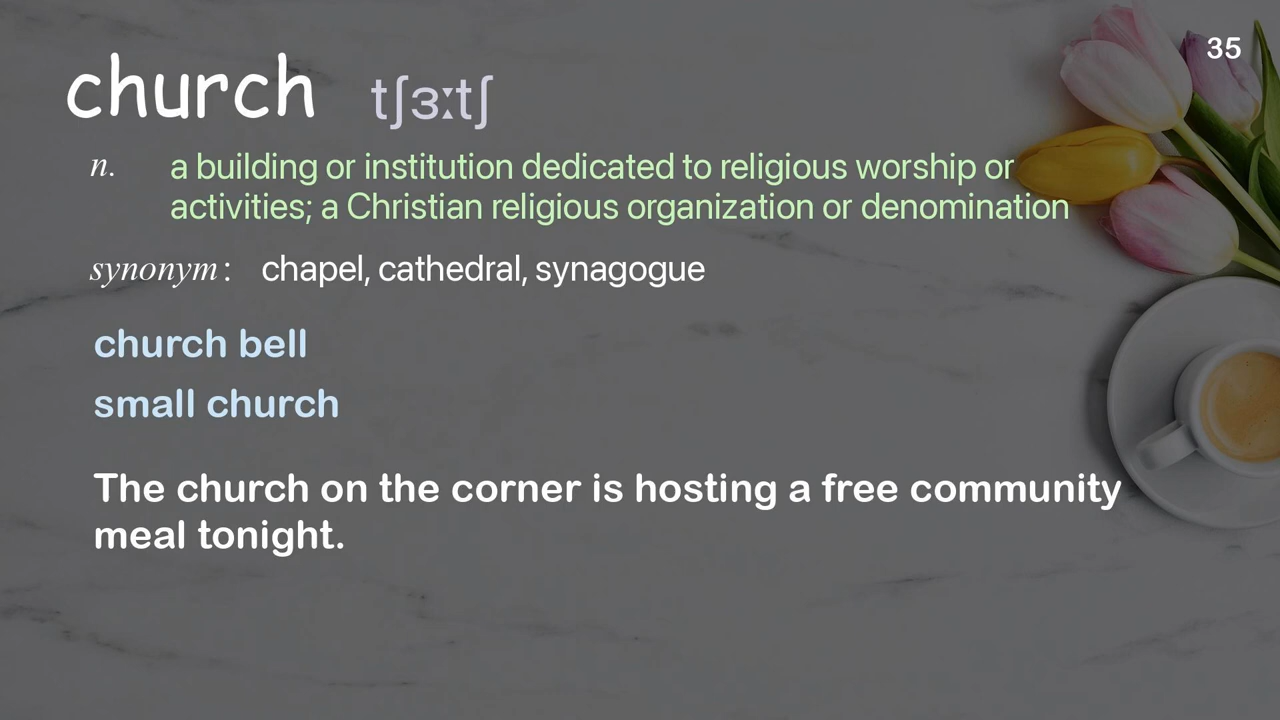 35
church tʃɜːtʃ
n. a building or institution dedicated to religious worship or
activities; a Christian religious organization or denomination
synonym: chapel, cathedral, synagogue
church bell
small church
The church on the corner is hosting a free community
meal tonight.